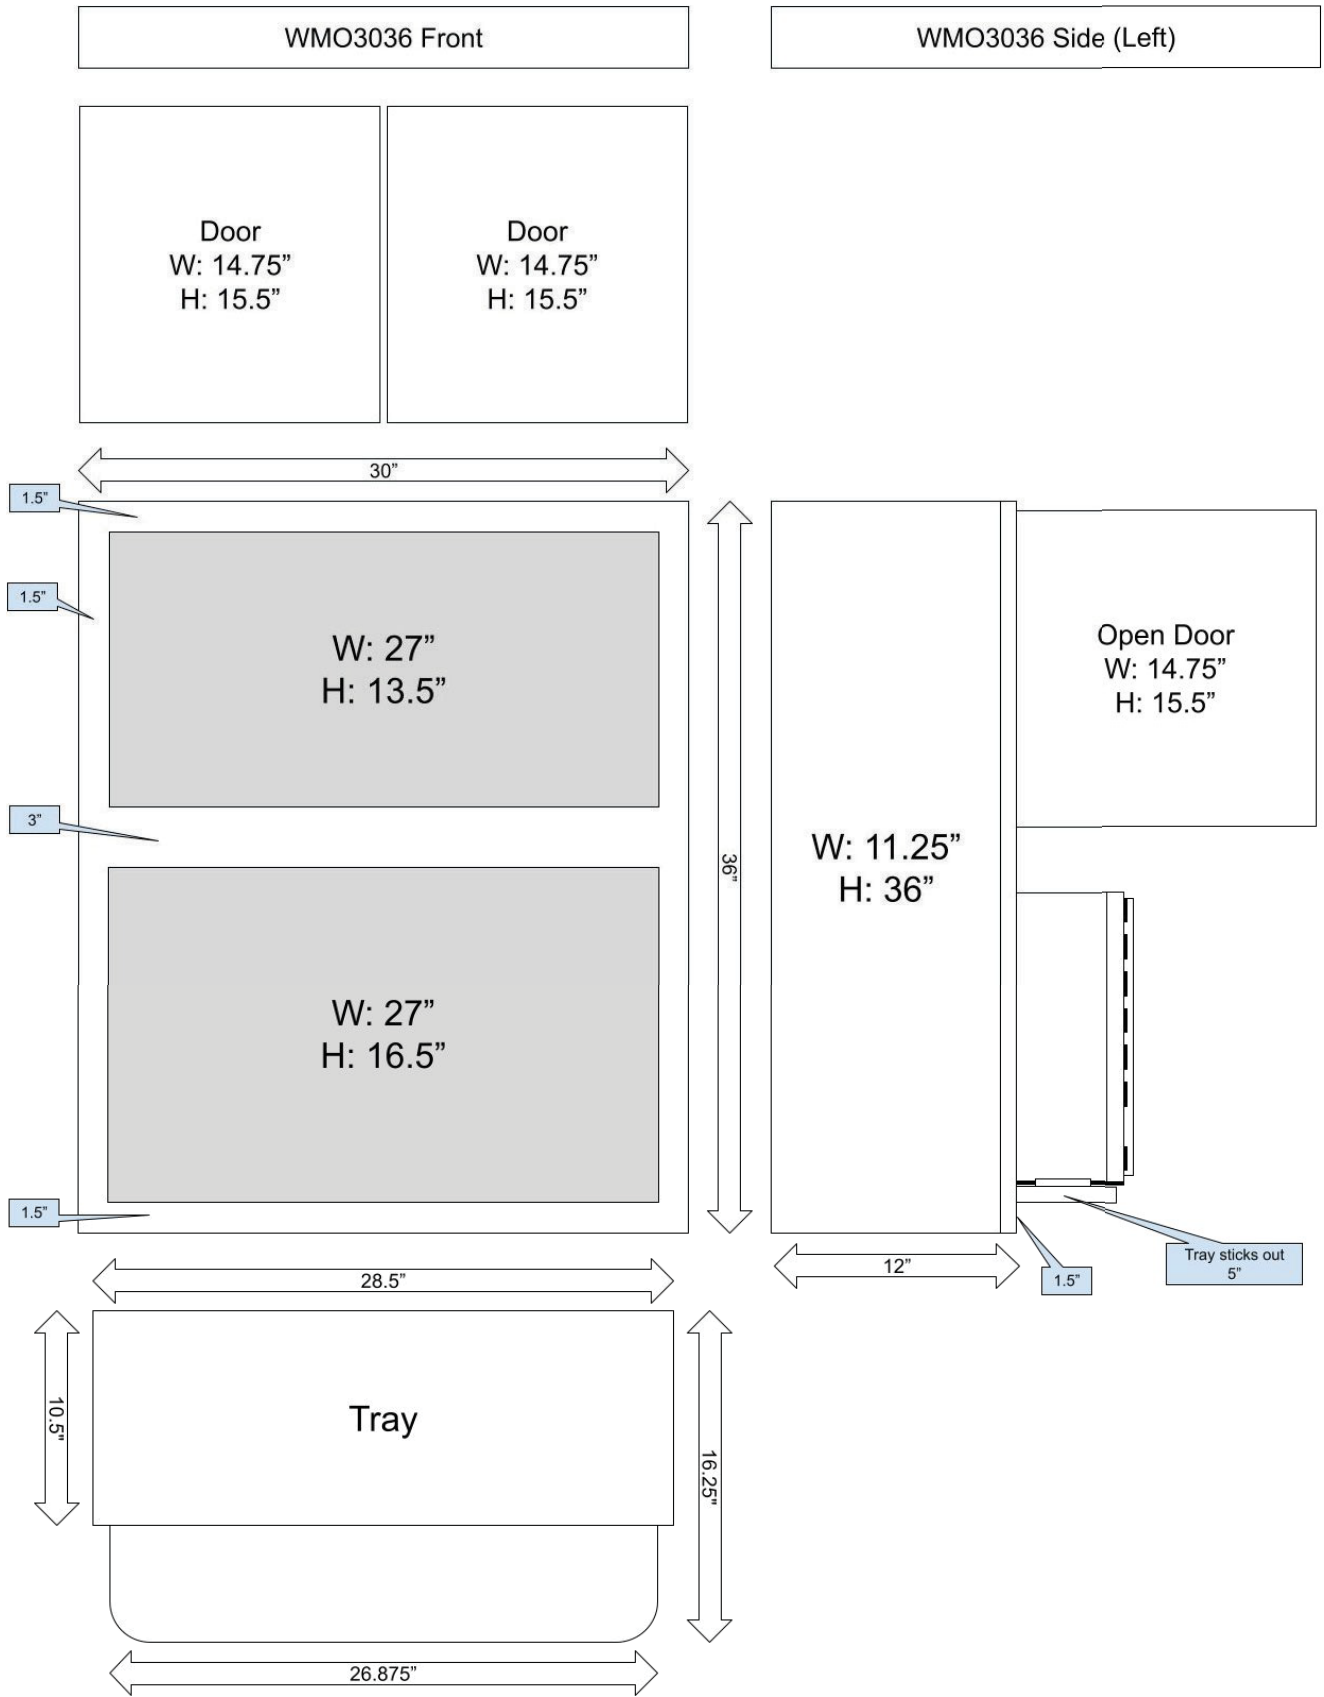 WMO3036 Front
WMO3036 Side (Left)
Door
W: 14.75”
H: 15.5”
Door
W: 14.75”
H: 15.5”
30”
1.5”
1.5”
W: 27”
H: 13.5”
3”
36”
W: 27”
H: 16.5”
1.5”
Open Door
W: 14.75”
H: 15.5”
W: 11.25”
H: 36”
12”
1.5”
Tray sticks out
5”
28.5”
10.5"
Tray
16.25"
26.875”